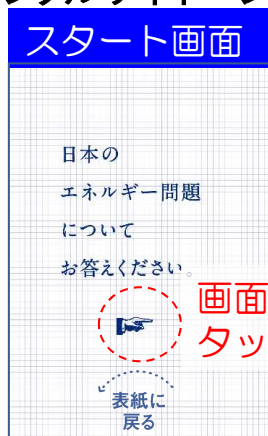 スタート画面
日本の
エネルギー問題
について
お答えください。
画面
タッ
表紙に
戻る